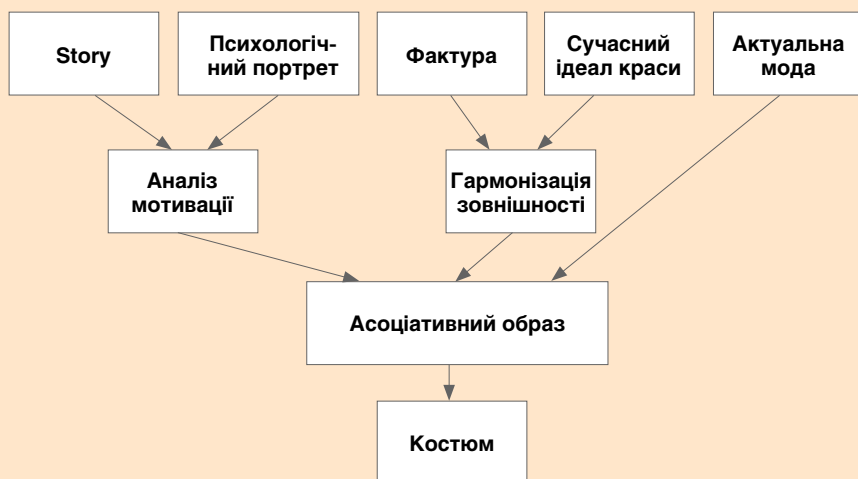 Story
Психологіч-
ний портрет
Фактура
Сучасний
ідеал краси
Актуальна
мода
Аналіз
мотивації
Гармонізація
зовнішності
Асоціативний образ
Костюм